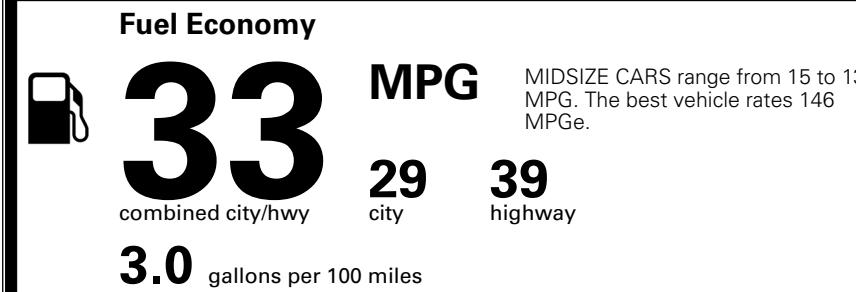 Fuel Economy
33 MPG
MIDSIZE CARS range from 15 to
MPG. The best vehicle rates 146
MPGe.
29 39
combined city/hwy city highway
3.0 gallons per 100 miles